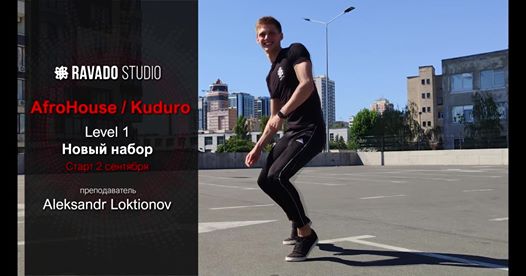 RAVADO STUDIO
AfroHouse / Kuduro
Level 1
Новый набор
Старт 2 сентября
преподаватель
Aleksandr Loktionov